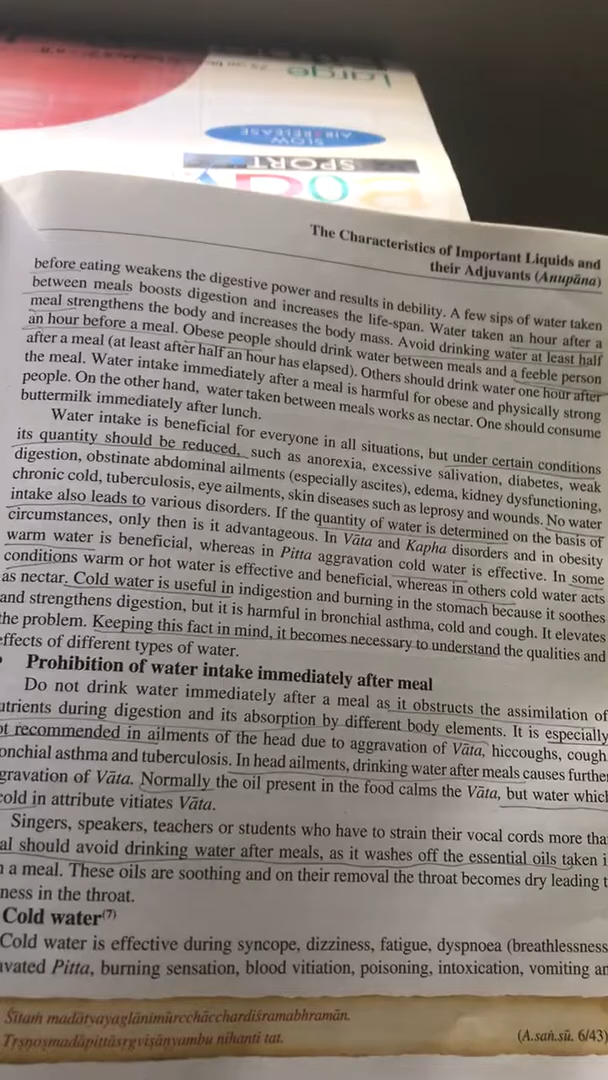 Large
SLOW
AIR RELEASE
SPORT
BODY
The Characteristics of Important Liquids and
their Adjuvants (Anupāna)
before eating weakens the digestive power and results in debility. A few sips of water taken
between meals boosts digestion and increases the life-span. Water taken an hour after a
meal strengthens the body and increases the body mass. Avoid drinking water at least half
an hour before a meal. Obese people should drink water between meals and a feeble person
after a meal (at least after half an hour has elapsed). Others should drink water one hour after
the meal. Water intake immediately after a meal is harmful for obese and physically strong
people. On the other hand, water taken between meals works as nectar. One should consume
buttermilk immediately after lunch.
Water intake is beneficial for everyone in all situations, but under certain conditions
its quantity should be reduced, such as anorexia, excessive salivation, diabetes, weak
digestion, obstinate abdominal ailments (especially ascites), edema, kidney dysfunctioning,
chronic cold, tuberculosis, eye ailments, skin diseases such as leprosy and wounds. No water
intake also leads to various disorders. If the quantity of water is determined on the basis of
circumstances, only then is it advantageous. In Vāta and Kapha disorders and in obesity
warm water is beneficial, whereas in Pitta aggravation cold water is effective. In some
conditions warm or hot water is effective and beneficial, whereas in others cold water acts
as nectar. Cold water is useful in indigestion and burning in the stomach because it soothes
and strengthens digestion, but it is harmful in bronchial asthma, cold and cough. It elevates
the problem. Keeping this fact in mind, it becomes necessary to understand the qualities and
effects of different types of water.
Prohibition of water intake immediately after meal
Do not drink water immediately after a meal as it obstructs the assimilation of
utrients during digestion and its absorption by different body elements. It is especially
ot recommended in ailments of the head due to aggravation of Vāta, hiccoughs, cough
onchial asthma and tuberculosis. In head ailments, drinking water after meals causes further
gravation of Vāta. Normally the oil present in the food calms the Vāta, but water which
cold in attribute vitiates Vāta.
Singers, speakers, teachers or students who have to strain their vocal cords more tha
al should avoid drinking water after meals, as it washes off the essential oils taken i
n a meal. These oils are soothing and on their removal the throat becomes dry leading t
ness in the throat.
Cold water(7)
Cold water is effective during syncope, dizziness, fatigue, dyspnoea (breathlessness
avated Pitta, burning sensation, blood vitiation, poisoning, intoxication, vomiting an
Śītaṁ madātyayaglānimūrcchācchardiśramabhramān.
Tṛṣṇoṣmadāpittāsṛgviṣāṇyambu nihanti tat.
(A.saṅ.sū. 6/43)